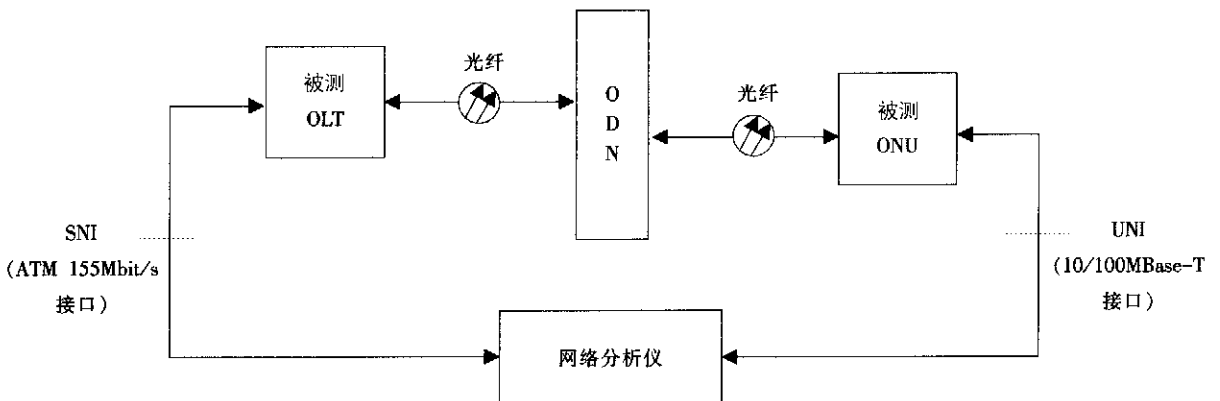 被测
OLT
光纤
O
D
N
光纤
被测
ONU
SNI
(ATM 155Mbit/s
接口)
UNI
(10/100MBase-T
接口)
网络分析仪